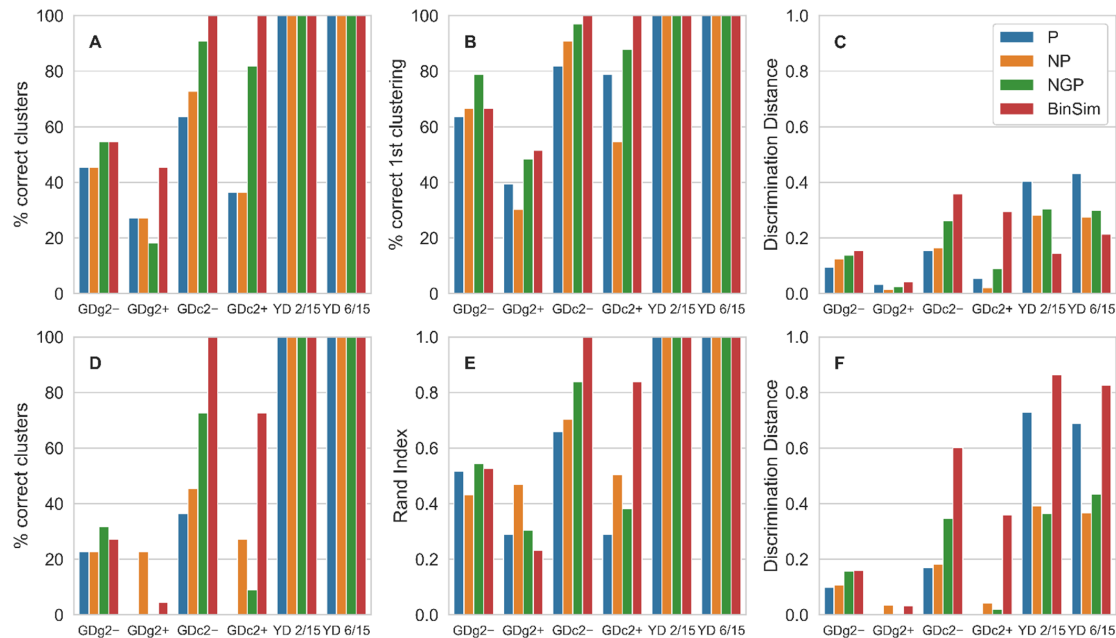 A
% correct clusters
100
80
60
40
20
0
GDg2− GDg2+ GDc2− GDc2+ YD 2/15 YD 6/15
B
% correct 1st clustering
100
80
60
40
20
0
GDg2− GDg2+ GDc2− GDc2+ YD 2/15 YD 6/15
C
Discrimination Distance
1.0
0.8
0.6
0.4
0.2
0.0
GDg2− GDg2+ GDc2− GDc2+ YD 2/15 YD 6/15
P
NP
NGP
BinSim
D
% correct clusters
100
80
60
40
20
0
GDg2− GDg2+ GDc2− GDc2+ YD 2/15 YD 6/15
E
Rand Index
1.0
0.8
0.6
0.4
0.2
0.0
GDg2− GDg2+ GDc2− GDc2+ YD 2/15 YD 6/15
F
Discrimination Distance
1.0
0.8
0.6
0.4
0.2
0.0
GDg2− GDg2+ GDc2− GDc2+ YD 2/15 YD 6/15